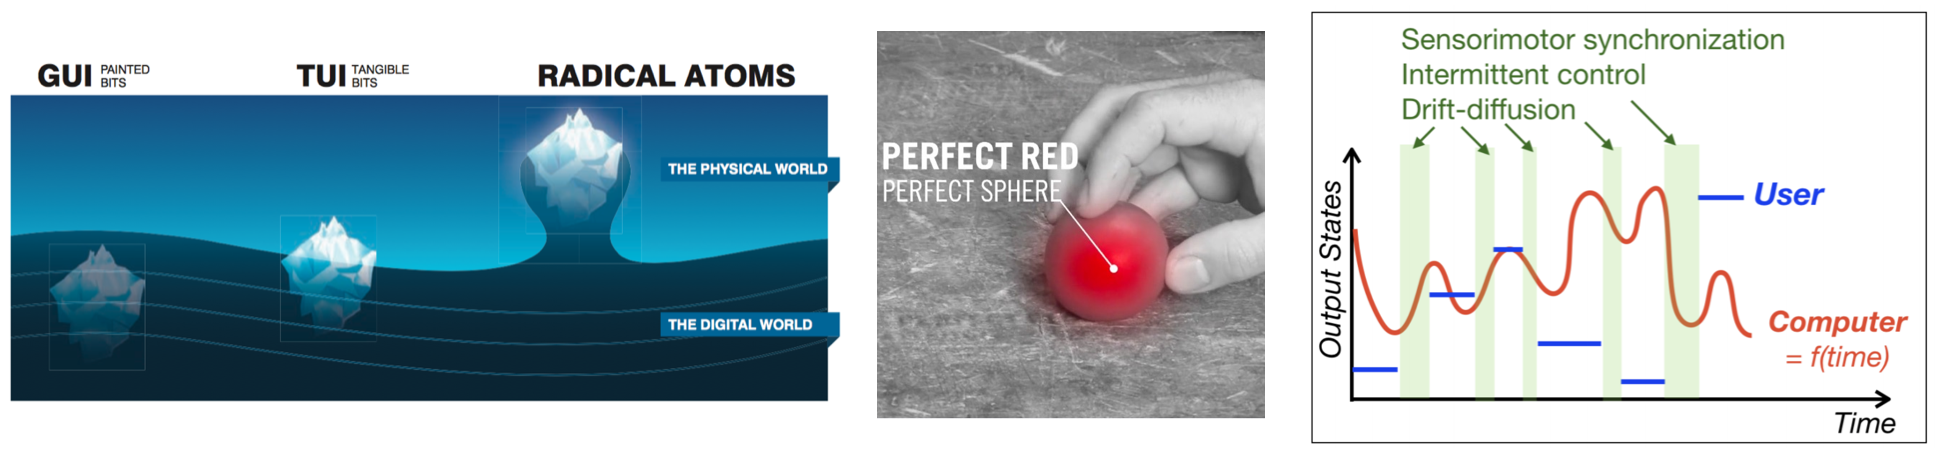 GUI PAINTED BITS
TUI TANGIBLE BITS
RADICAL ATOMS
THE PHYSICAL WORLD
THE DIGITAL WORLD
PERFECT RED
PERFECT SPHERE
Sensorimotor synchronization
Intermittent control
Drift-diffusion
Output States
User
Computer
= f(time)
Time